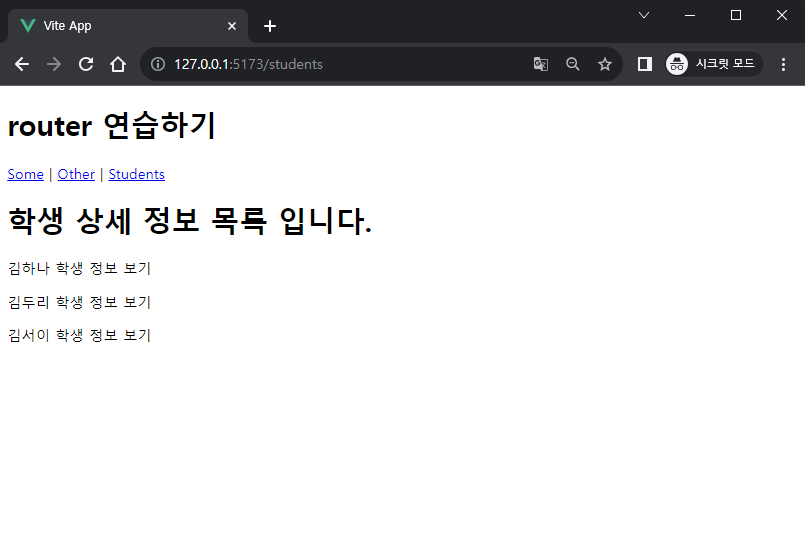 Vite App
127.0.0.1:5173/students
시크릿 모드
router 연습하기
Some | Other | Students
학생 상세 정보 목록 입니다.
김하나 학생 정보 보기
김두리 학생 정보 보기
김서이 학생 정보 보기